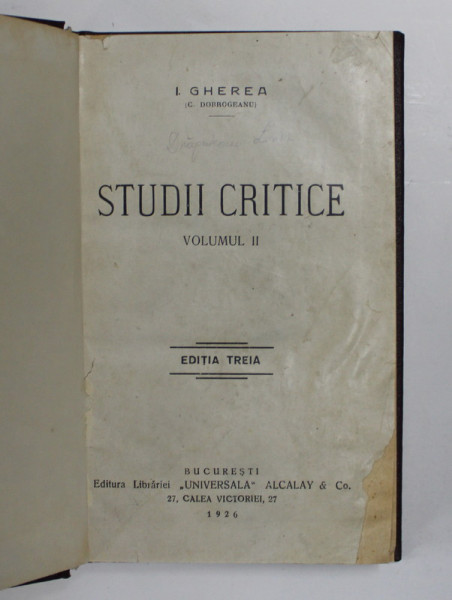 I. GHEREA
(C. DOBROGEANU)
STUDII CRITICE
VOLUMUL II
EDIȚIA TREIA
BUCUREȘTI
Editura Librăriei „UNIVERSALA" ALCALAY & Co.
27, CALEA VICTORIEI, 27
1926